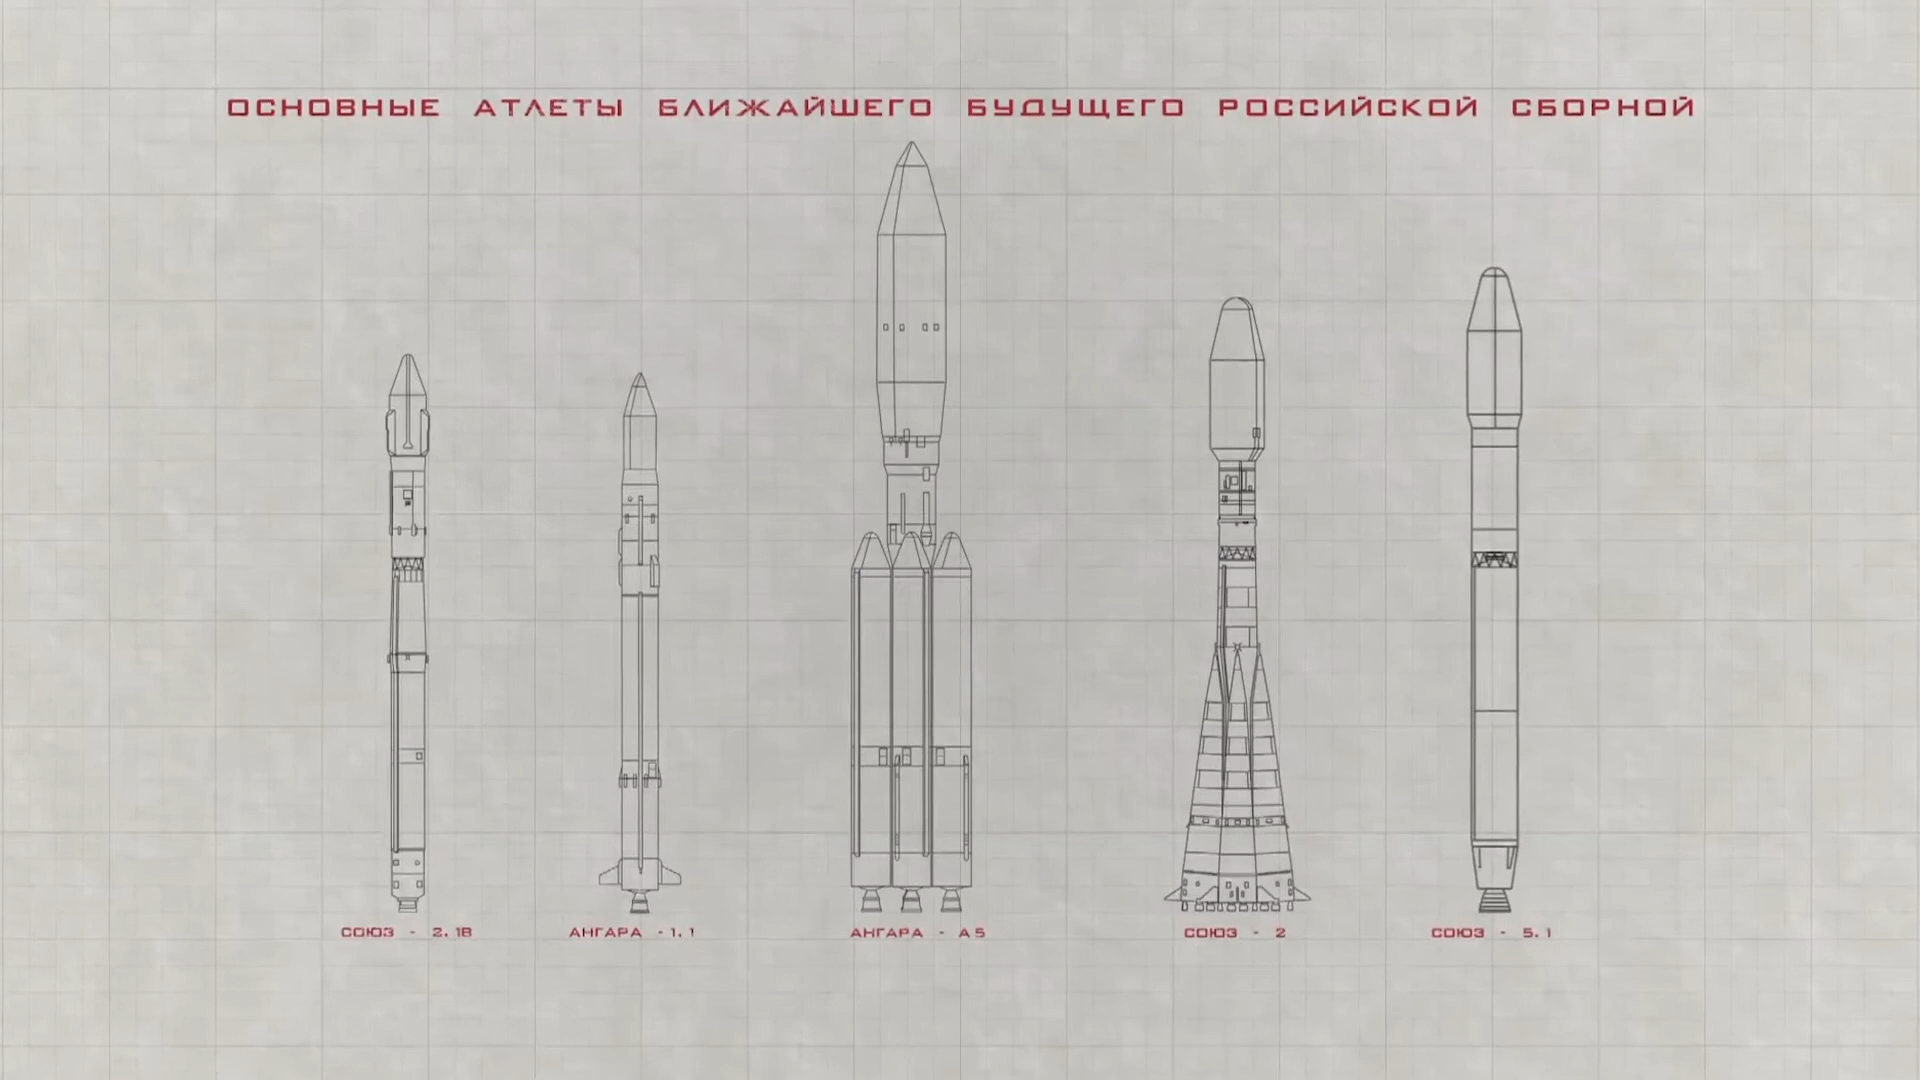 ОСНОВНЫЕ АТЛЕТЫ БЛИЖАЙШЕГО БУДУЩЕГО РОССИЙСКОЙ СБОРНОЙ
СОЮЗ - 2.1В
АНГАРА - 1.1
АНГАРА - А5
СОЮЗ - 2
СОЮЗ - 5.1